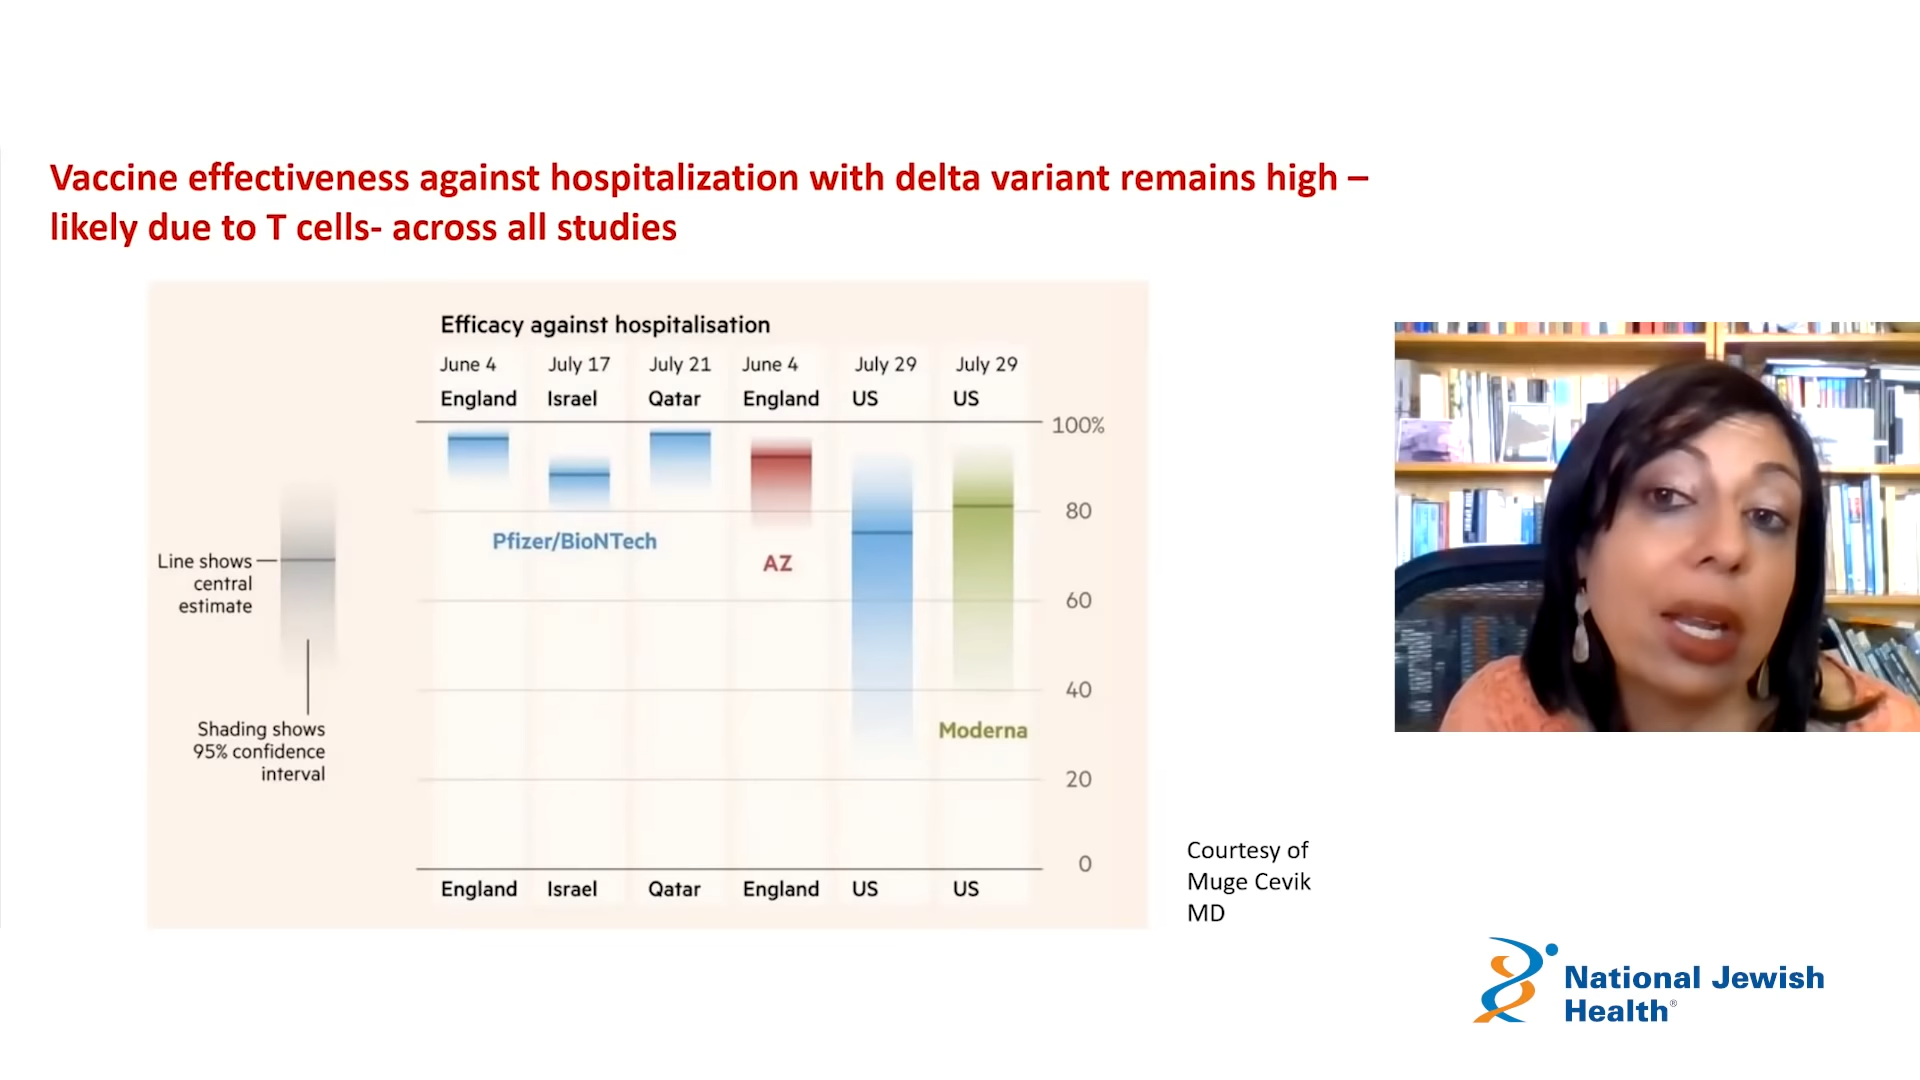 Vaccine effectiveness against hospitalization with delta variant remains high –
likely due to T cells- across all studies
Efficacy against hospitalisation
June 4 July 17 July 21 June 4 July 29 July 29
England Israel Qatar England US US
100%
80
60
40
20
0
Pfizer/BioNTech
AZ
Moderna
Line shows
central
estimate
Shading shows
95% confidence
interval
England Israel Qatar England US US
Courtesy of
Muge Cevik
MD
National Jewish
Health®